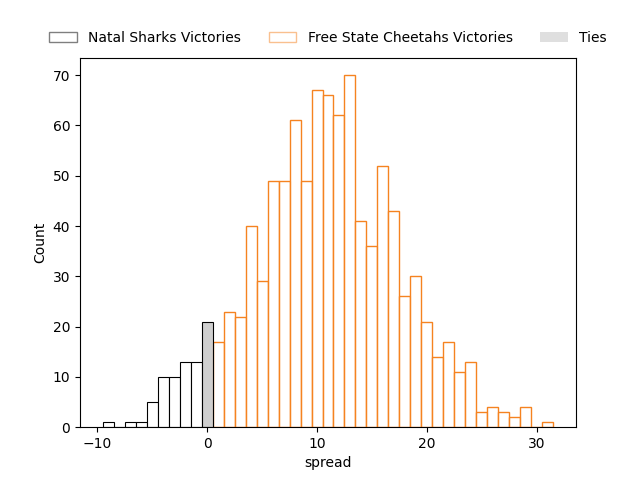 Natal Sharks Victories Free State Cheetahs Victories Ties
70
60
50
40
30
20
10
0
Count
−10 0 10 20 30
spread